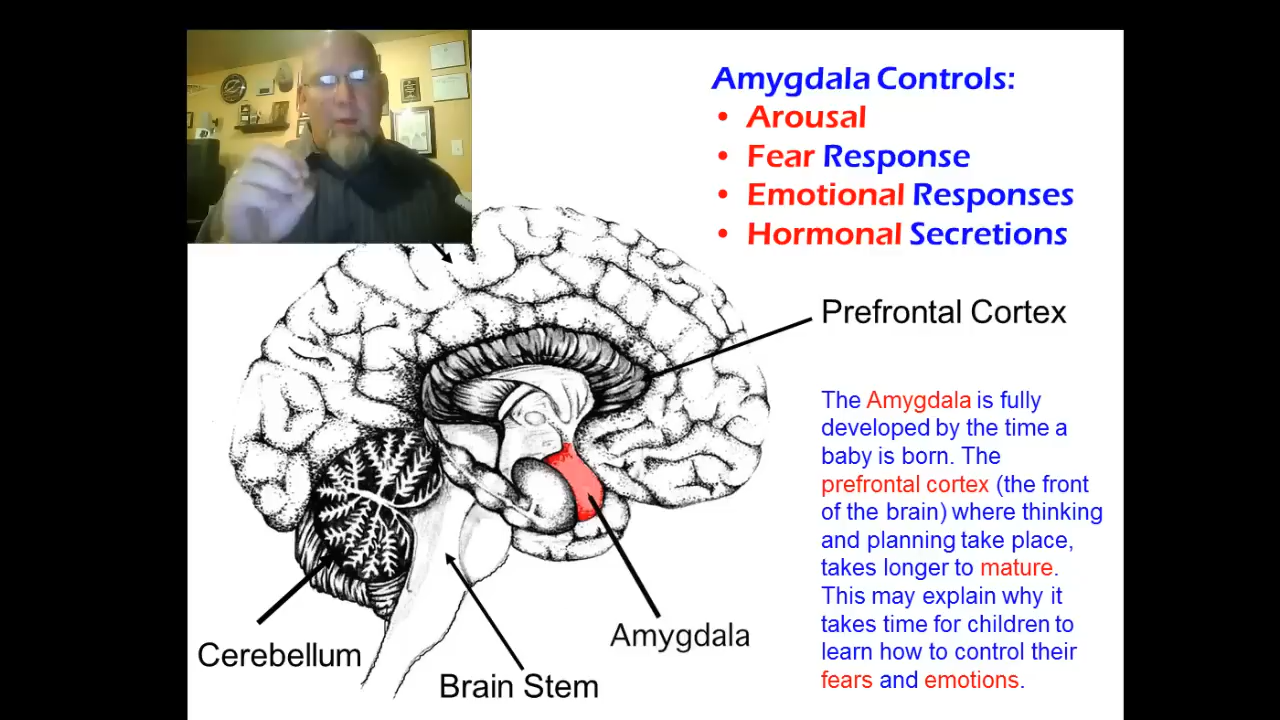 Amygdala Controls:
• Arousal
• Fear Response
• Emotional Responses
• Hormonal Secretions
Prefrontal Cortex
The Amygdala is fully
developed by the time a
baby is born. The
prefrontal cortex (the front
of the brain) where thinking
and planning take place,
takes longer to mature.
This may explain why it
takes time for children to
learn how to control their
fears and emotions.
Amygdala
Cerebellum
Brain Stem